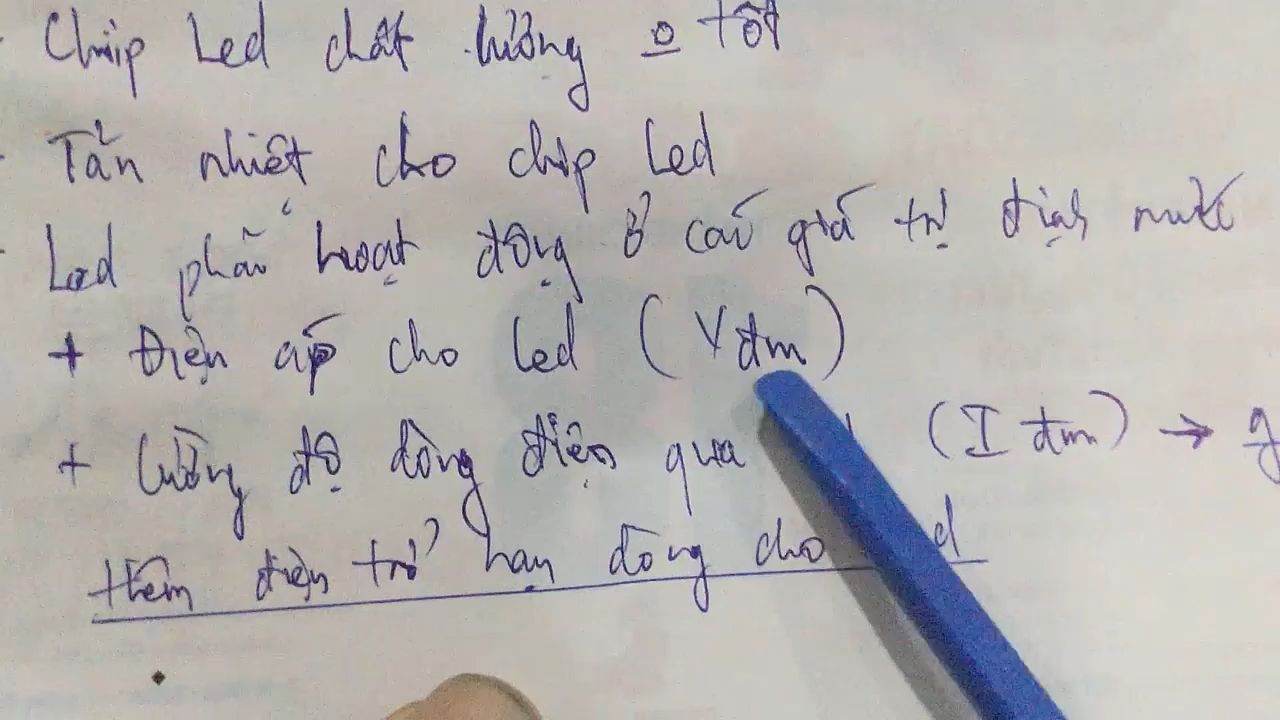 - Chip Led chất lượng o tốt
- Tản nhiệt cho chip Led
- Led phải hoạt động ở các giá trị định mức
+ Điện áp cho led (Vđm)
+ Cường độ dòng điện qua (I đm) → g
thêm điện trở hạn dòng cho d